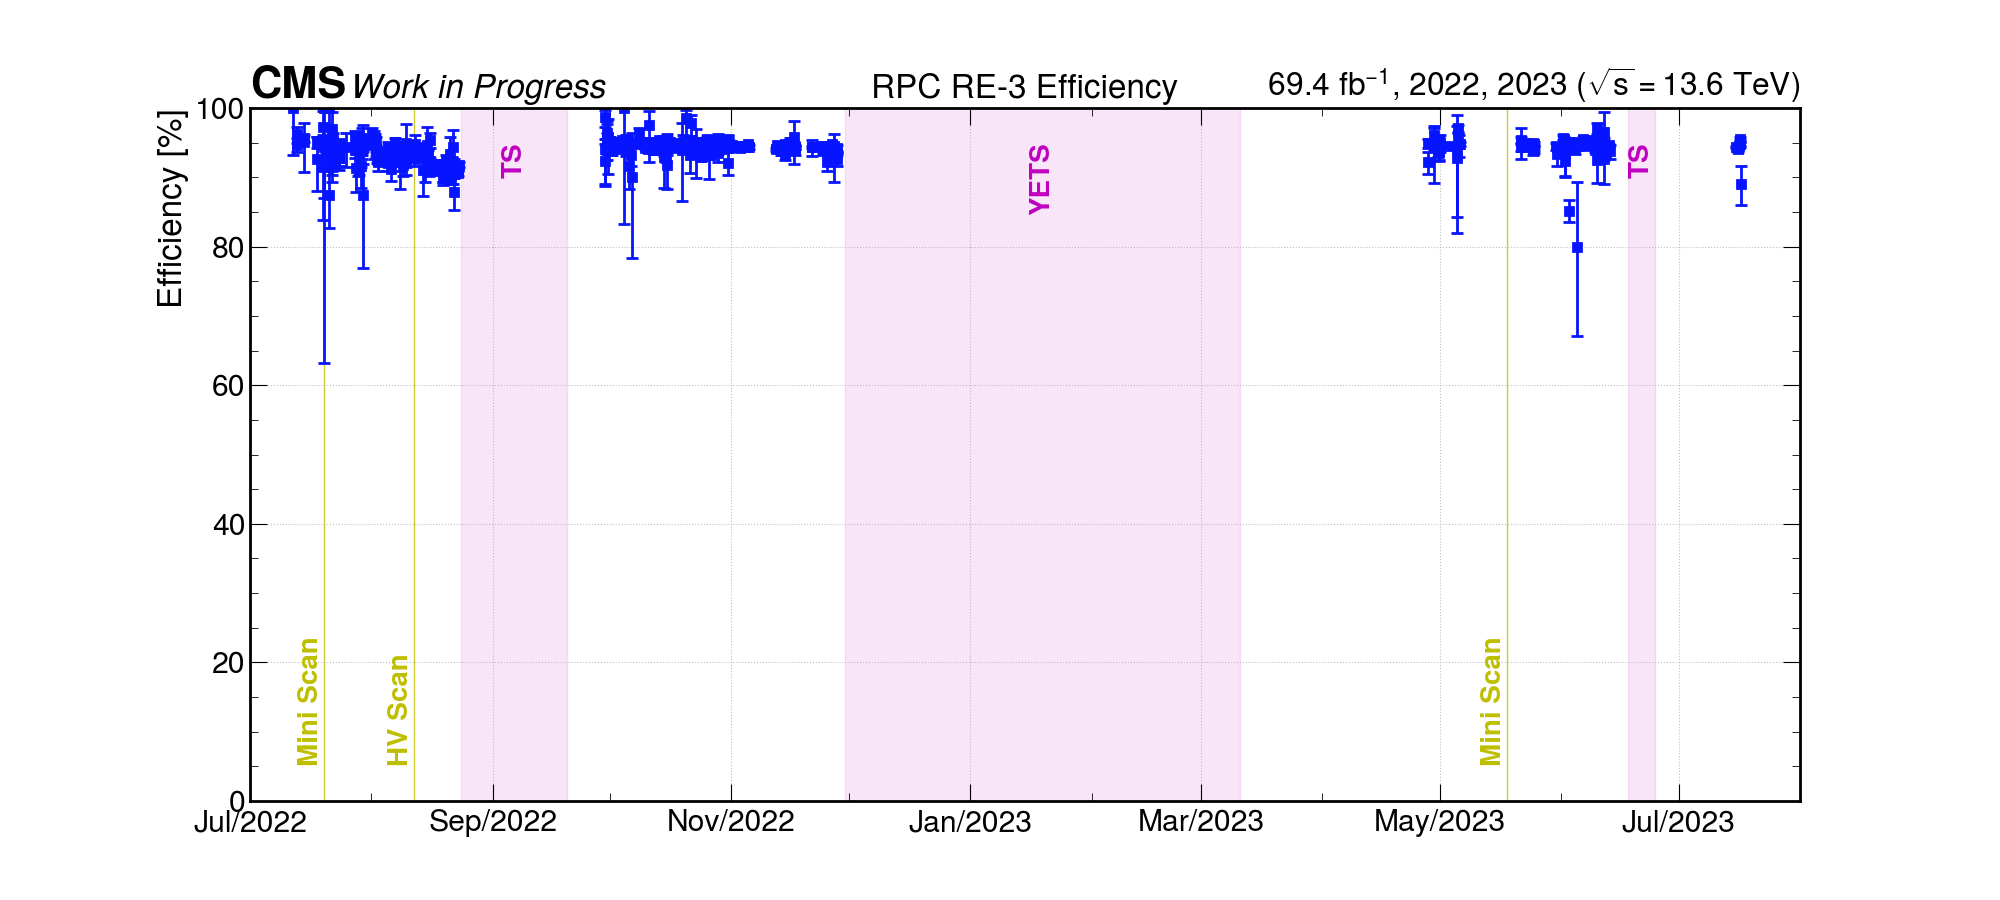 CMS Work in Progress RPC RE-3 Efficiency 69.4 fb⁻¹, 2022, 2023 (√s = 13.6 TeV)
Efficiency [%]
100
80
60
40
20
0
TS
YETS
TS
Mini Scan
HV Scan
Mini Scan
Jul/2022 Sep/2022 Nov/2022 Jan/2023 Mar/2023 May/2023 Jul/2023